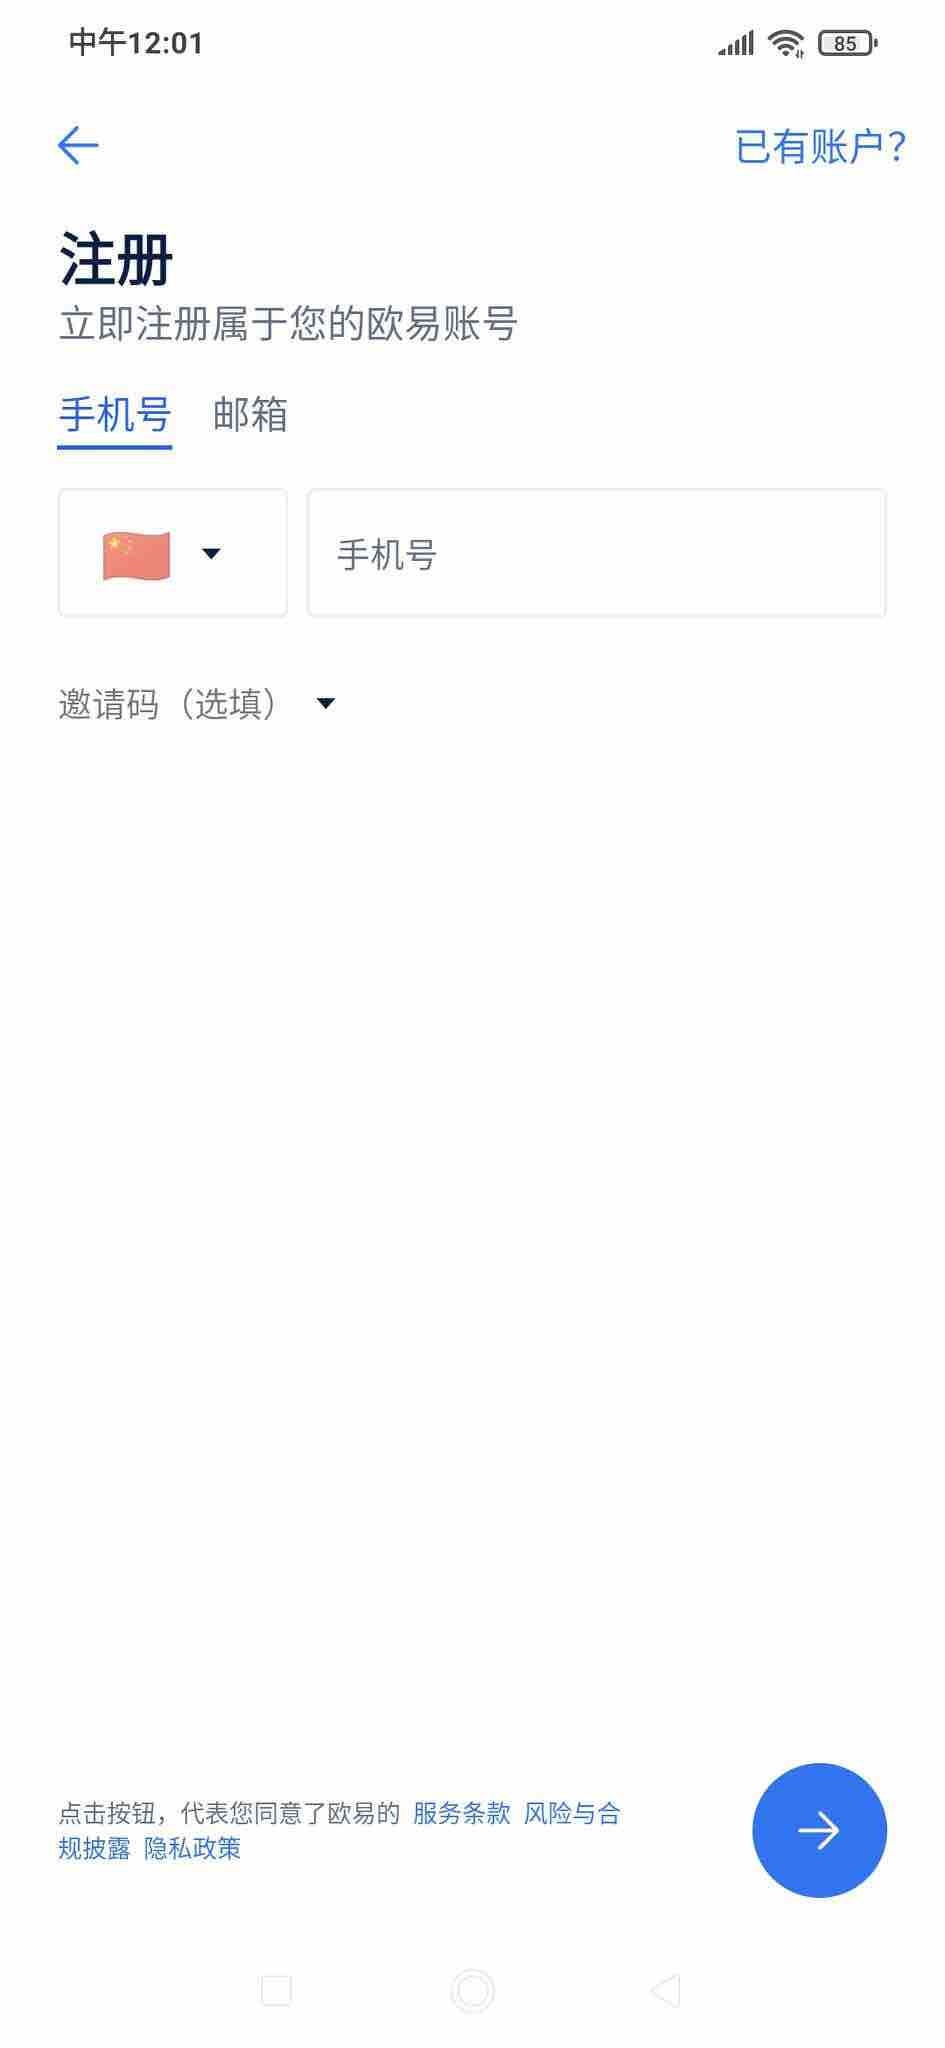 中午12:01
85
已有账户?
注册
立即注册属于您的欧易账号
手机号 邮箱
手机号
邀请码（选填）
点击按钮，代表您同意了欧易的 服务条款 风险与合
规披露 隐私政策